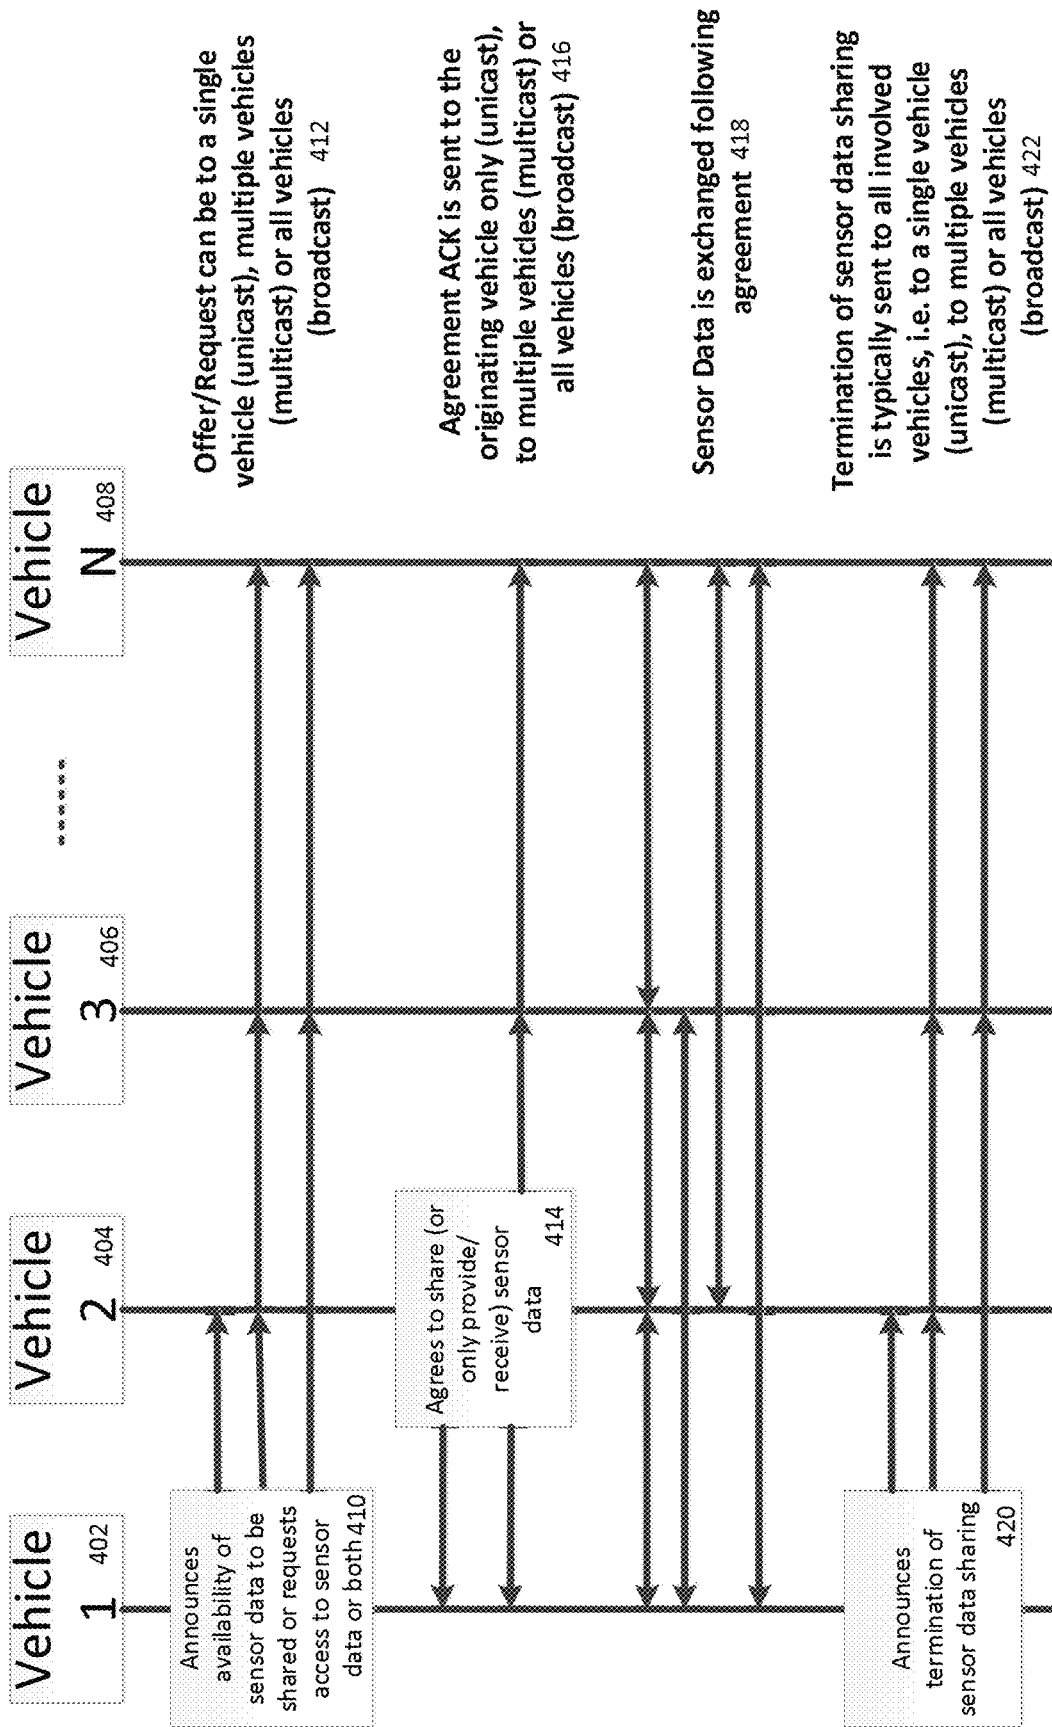 Vehicle
1 402
Vehicle
2 404
Vehicle
3 406
------
Vehicle
N 408
Announces
availability of
sensor data to be
shared or requests
access to sensor
data or both 410
Offer/Request can be to a single
vehicle (unicast), multiple vehicles
(multicast) or all vehicles
(broadcast) 412
Agrees to share (or
only provide/
receive) sensor
data
414
Agreement ACK is sent to the
originating vehicle only (unicast),
to multiple vehicles (multicast) or
all vehicles (broadcast) 416
Sensor Data is exchanged following
agreement 418
Announces
termination of
sensor data sharing
420
Termination of sensor data sharing
is typically sent to all involved
vehicles, i.e. to a single vehicle
(unicast), to multiple vehicles
(multicast) or all vehicles
(broadcast) 422